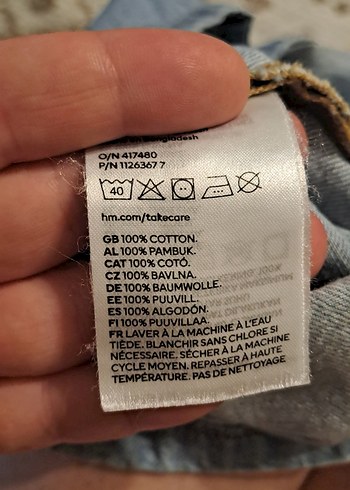 O/N 417480
P/N 1126367 7
40
hm.com/takecare
GB 100% COTTON.
AL 100% PAMBUK.
CAT 100% COTÓ.
CZ 100% BAVLNA.
DE 100% BAUMWOLLE.
EE 100% PUUVILL.
ES 100% ALGODÓN.
FI 100% PUUVILLAA.
FR LAVER À LA MACHINE À L'EAU
TIÈDE. BLANCHIR SANS CHLORE SI
NÉCESSAIRE. SÉCHER À LA MACHINE
CYCLE MOYEN. REPASSER À HAUTE
TEMPÉRATURE. PAS DE NETTOYAGE